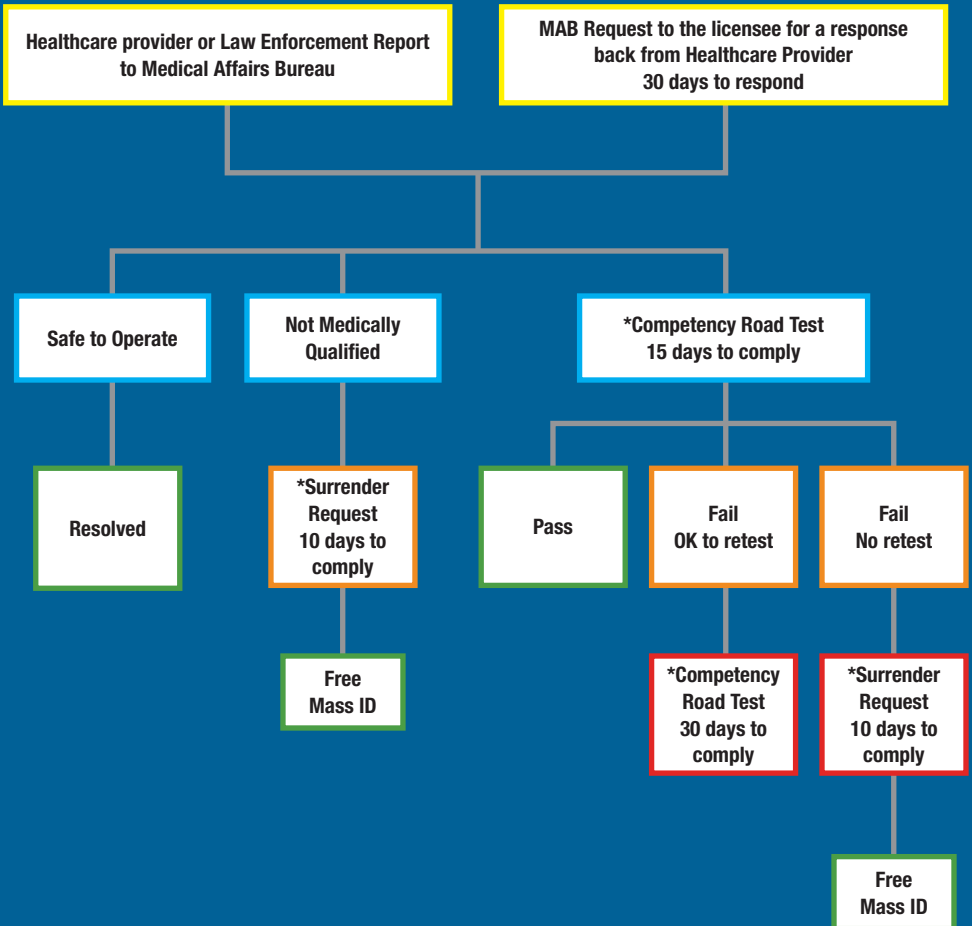 Healthcare provider or Law Enforcement Report
to Medical Affairs Bureau
MAB Request to the licensee for a response
back from Healthcare Provider
30 days to respond
Safe to Operate
Not Medically
Qualified
*Competency Road Test
15 days to comply
Resolved
*Surrender
Request
10 days to
comply
Pass
Fail
OK to retest
Fail
No retest
Free
Mass ID
*Competency
Road Test
30 days to
comply
*Surrender
Request
10 days to
comply
Free
Mass ID